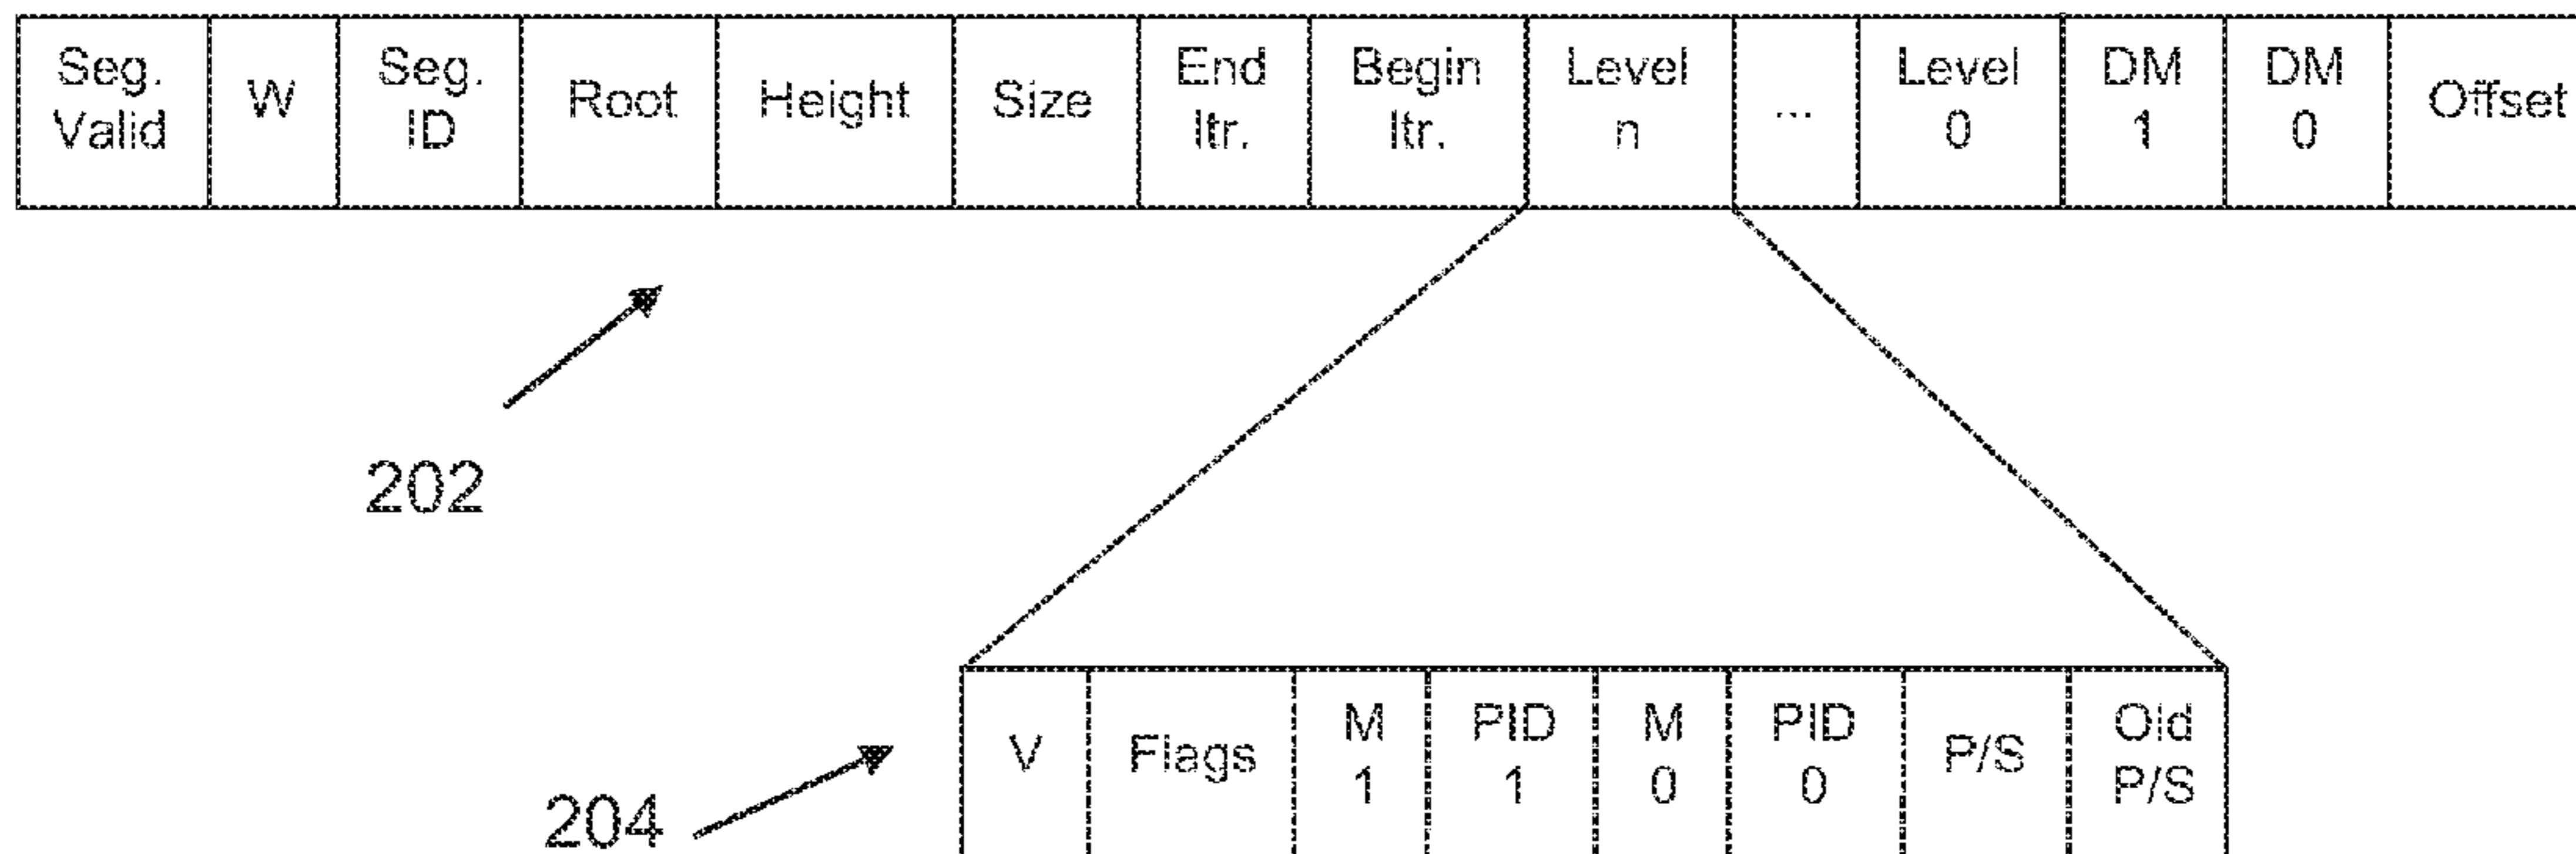 Seg. Valid
W
Seg. ID
Root
Height
Size
End Itr.
Begin Itr.
Level n
...
Level 0
DM 1
DM 0
Offset
202
204
V
Flags
M 1
PID 1
M 0
PID 0
P/S
Old P/S